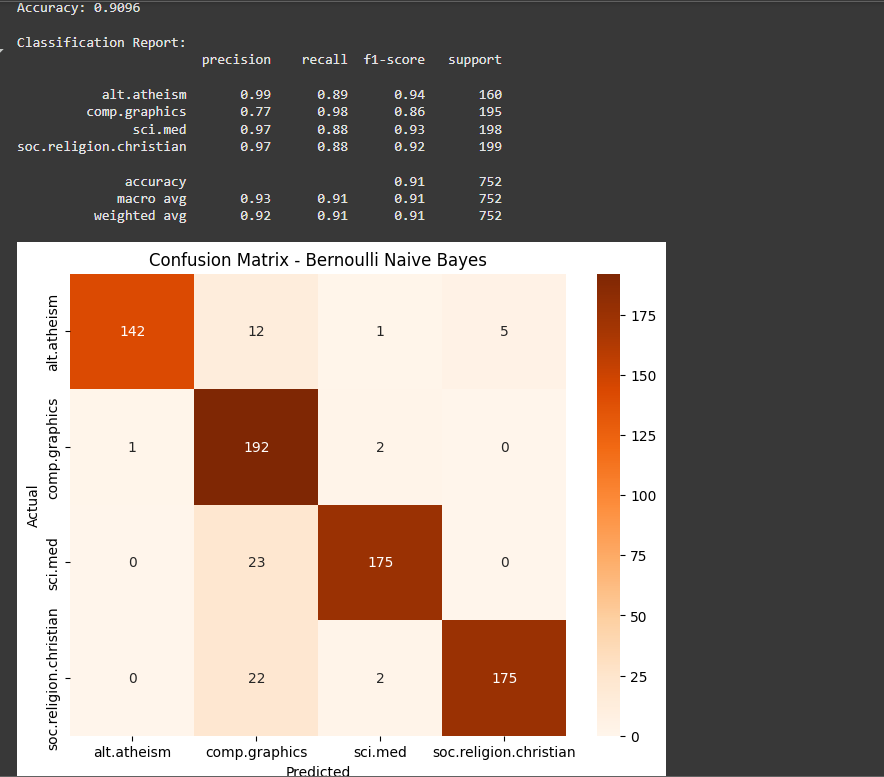 Accuracy: 0.9096
Classification Report:
precision recall f1-score support
alt.atheism 0.99 0.89 0.94 160
comp.graphics 0.77 0.98 0.86 195
sci.med 0.97 0.88 0.93 198
soc.religion.christian 0.97 0.88 0.92 199
accuracy 0.91 752
macro avg 0.93 0.91 0.91 752
weighted avg 0.92 0.91 0.91 752
Confusion Matrix - Bernoulli Naive Bayes
Actual
alt.atheism
142 12 1 5
comp.graphics
1 192 2 0
sci.med
0 23 175 0
soc.religion.christian
0 22 2 175
alt.atheism comp.graphics sci.med soc.religion.christian
Predicted
175
150
125
100
75
50
25
0